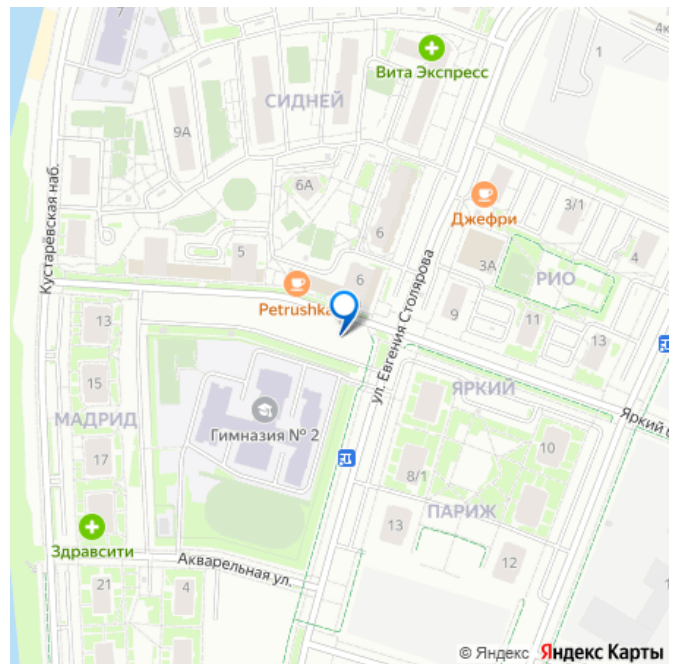 7
4к
1
Вита Экспресс
СИДНЕЙ
9А
Кустарёвская наб.
6А
3/1
Джефри
6
5
4
3А
РИО
6
Petrushka
ул. Евгения Столярова
13
9
11
13
15
ЯРКИЙ
Яркий
МАДРИД
Гимназия № 2
17
10
8/1
ПАРИЖ
13
Здравсити
12
Акварельная ул.
21
4
1
© Яндекс Яндекс Карты